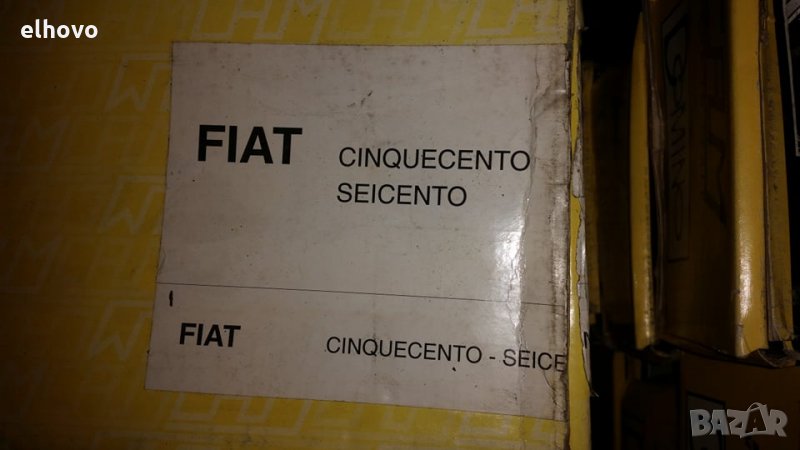 elhovo
FIAT CINQUECENTO
SEICENTO
FIAT CINQUECENTO - SEICE
BAZAR